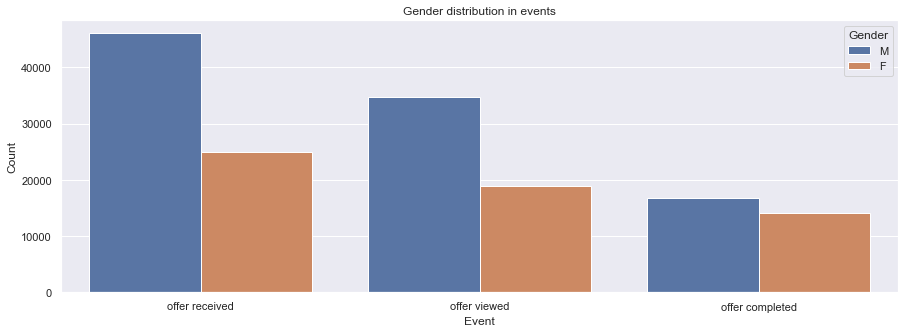 Gender distribution in events
Gender
M
F
Count
40000
30000
20000
10000
0
offer received
offer viewed
offer completed
Event